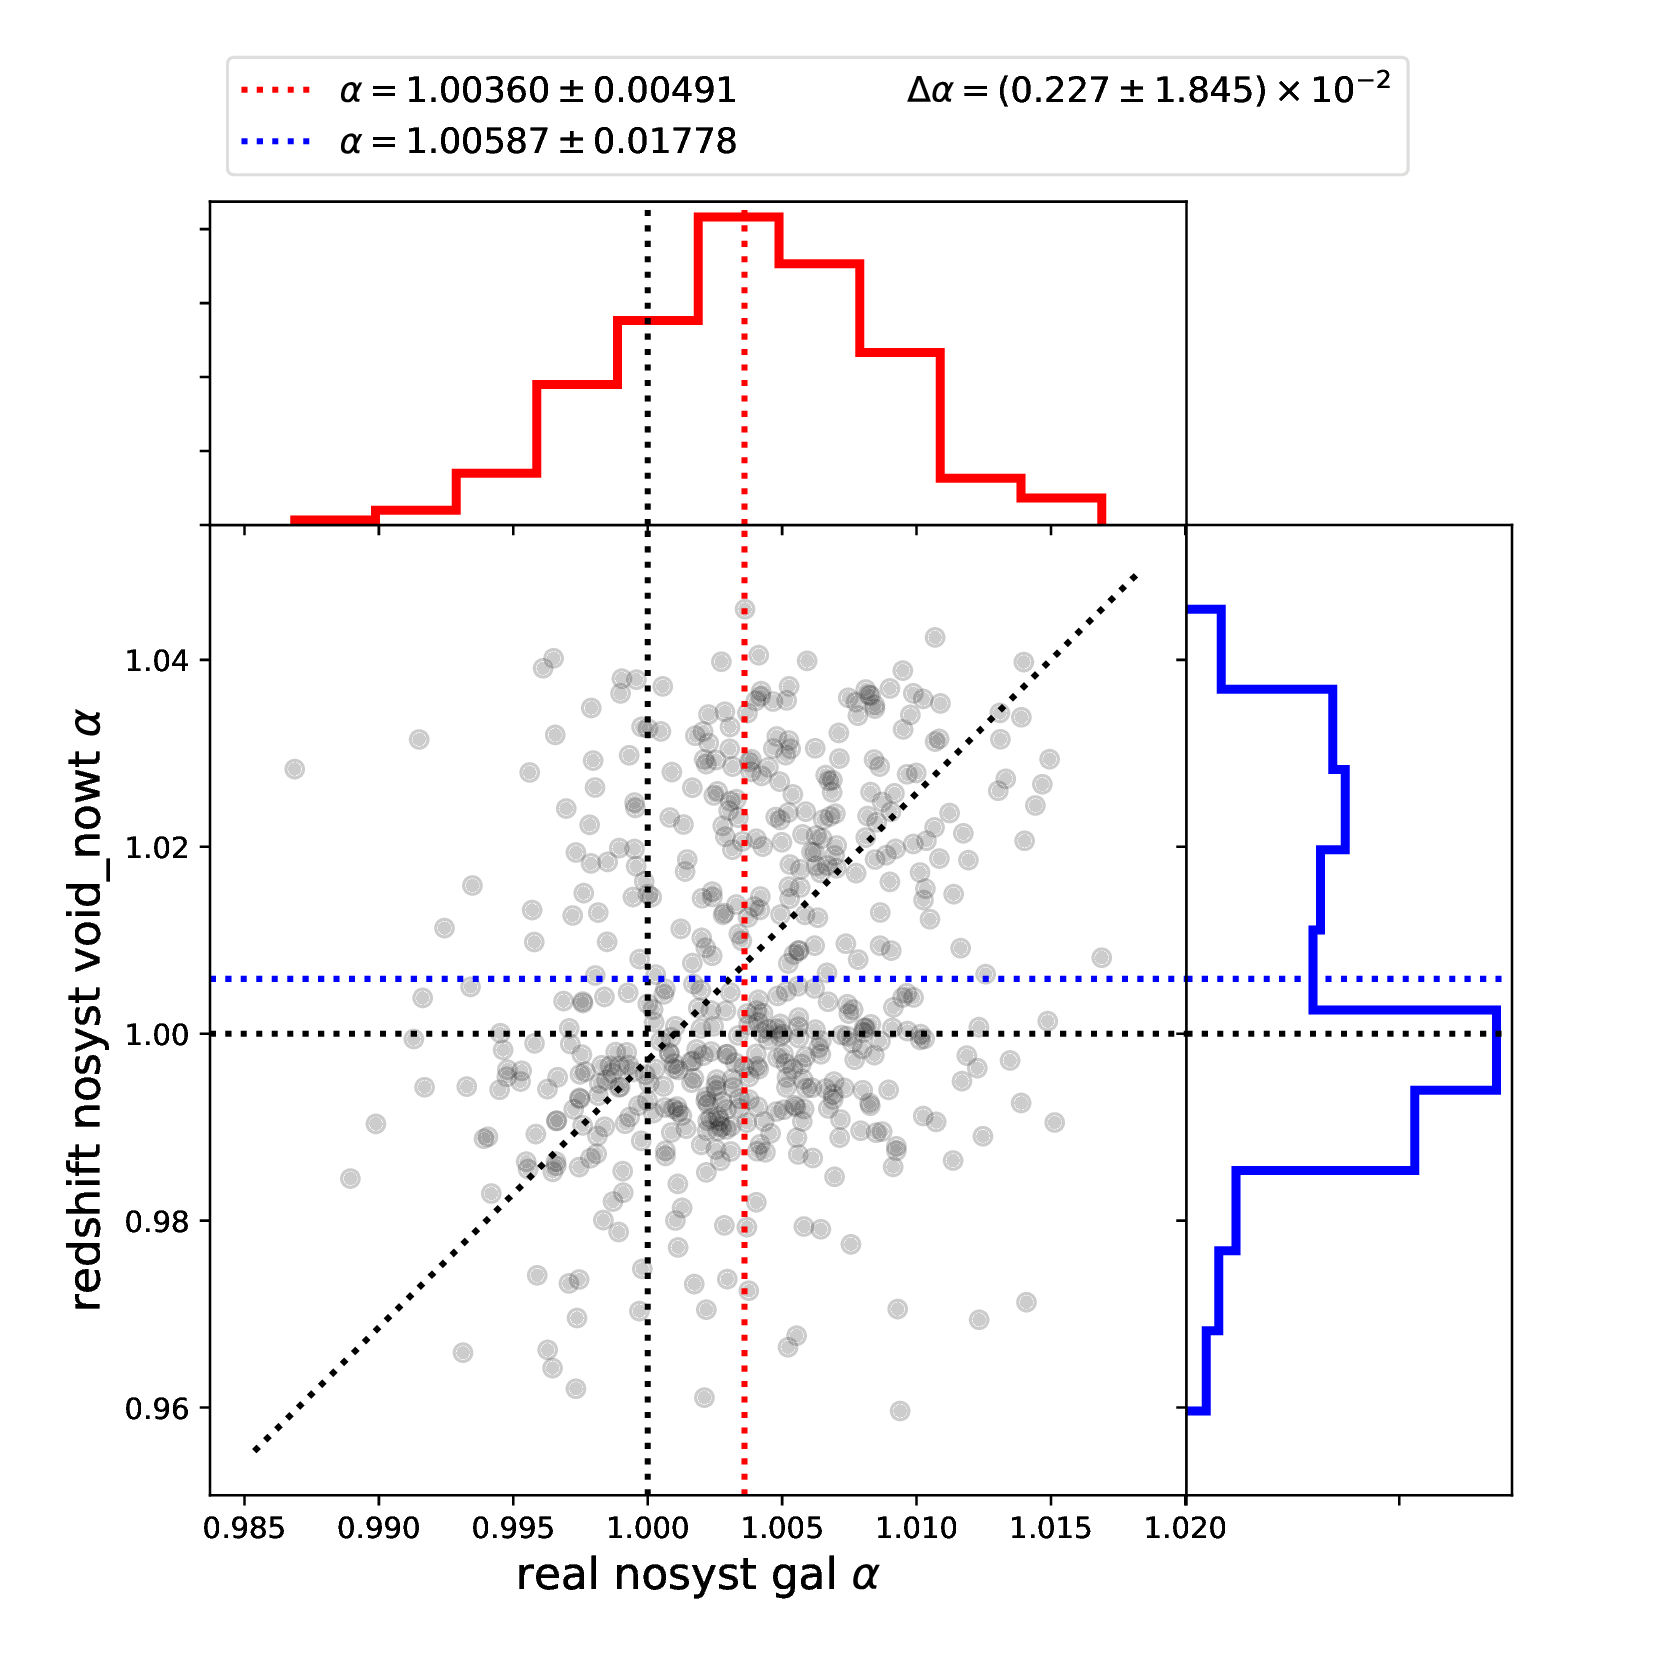 α = 1.00360 ± 0.00491
Δα = (0.227 ± 1.845) × 10⁻²
α = 1.00587 ± 0.01778
redshift nosyst void_nowt α
1.04
1.02
1.00
0.98
0.96
0.985 0.990 0.995 1.000 1.005 1.010 1.015 1.020
real nosyst gal α